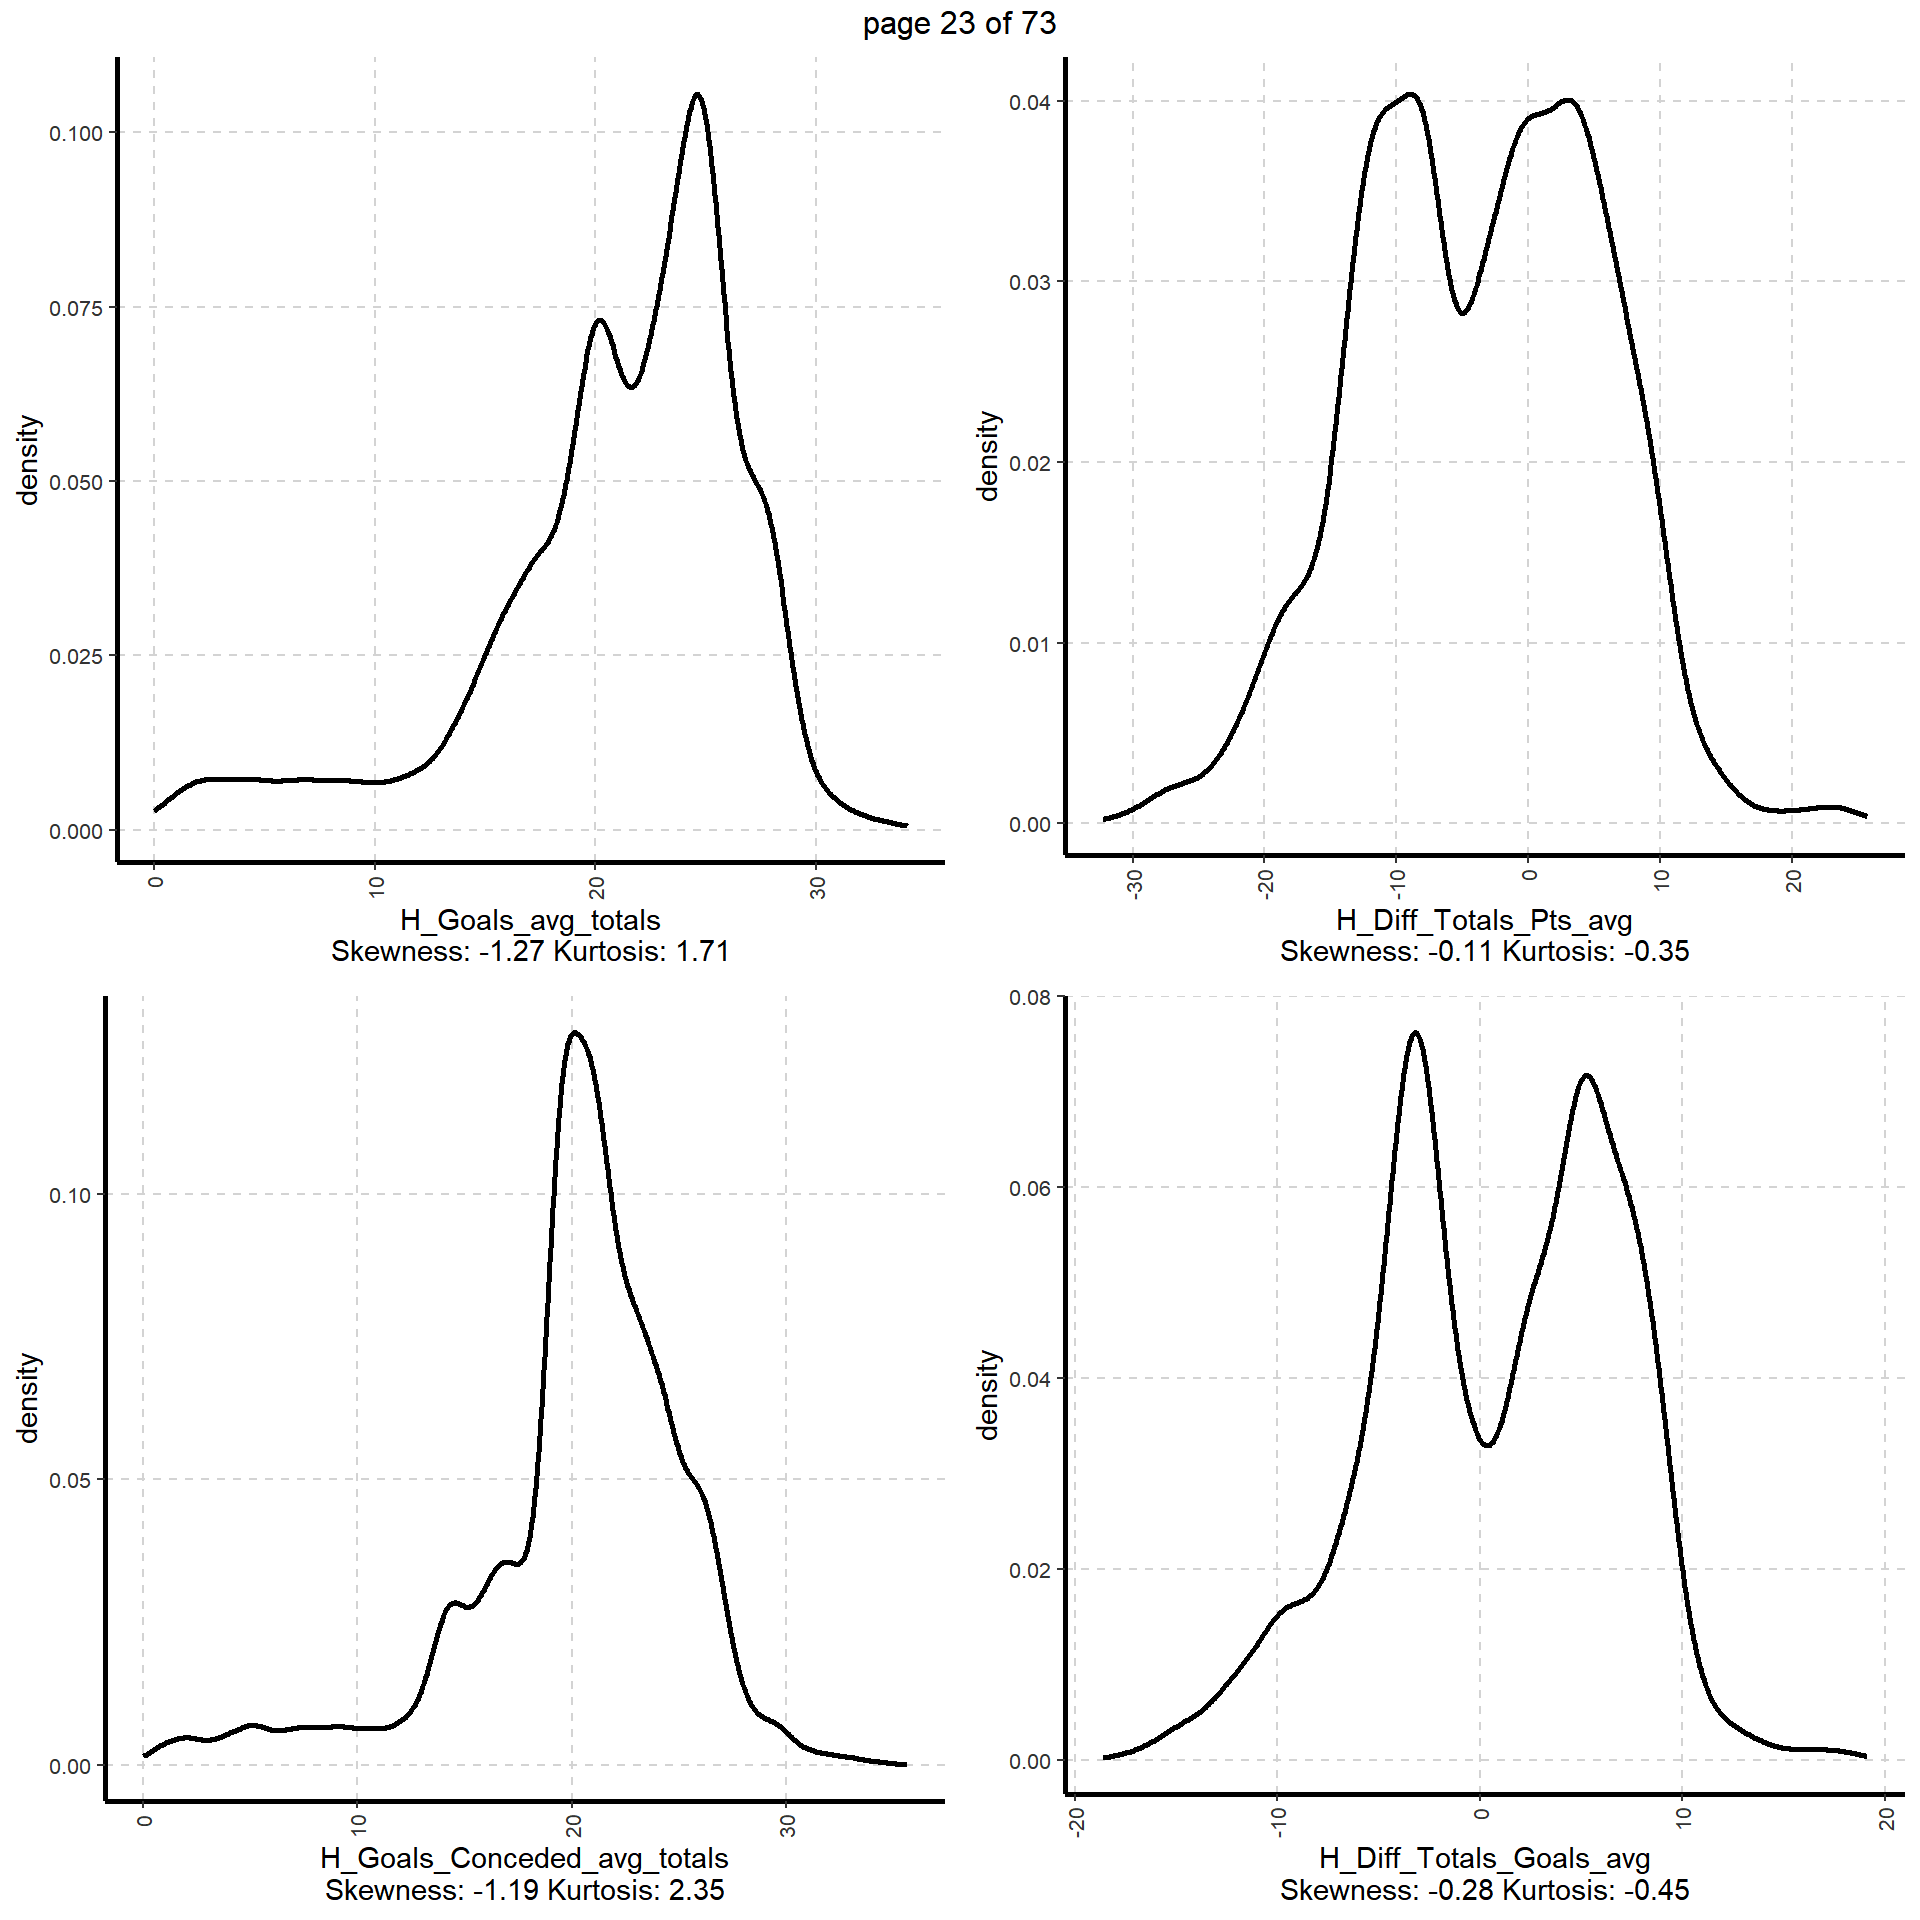 page 23 of 73
0.100
0.075
0.050
0.025
0.000
density
0 10 20 30
H_Goals_avg_totals
Skewness: -1.27 Kurtosis: 1.71
0.04
0.03
0.02
0.01
0.00
density
-30 -20 -10 0 10 20
H_Diff_Totals_Pts_avg
Skewness: -0.11 Kurtosis: -0.35
0.10
0.05
0.00
density
0 10 20 30
H_Goals_Conceded_avg_totals
Skewness: -1.19 Kurtosis: 2.35
0.08
0.06
0.04
0.02
0.00
density
-20 -10 0 10 20
H_Diff_Totals_Goals_avg
Skewness: -0.28 Kurtosis: -0.45